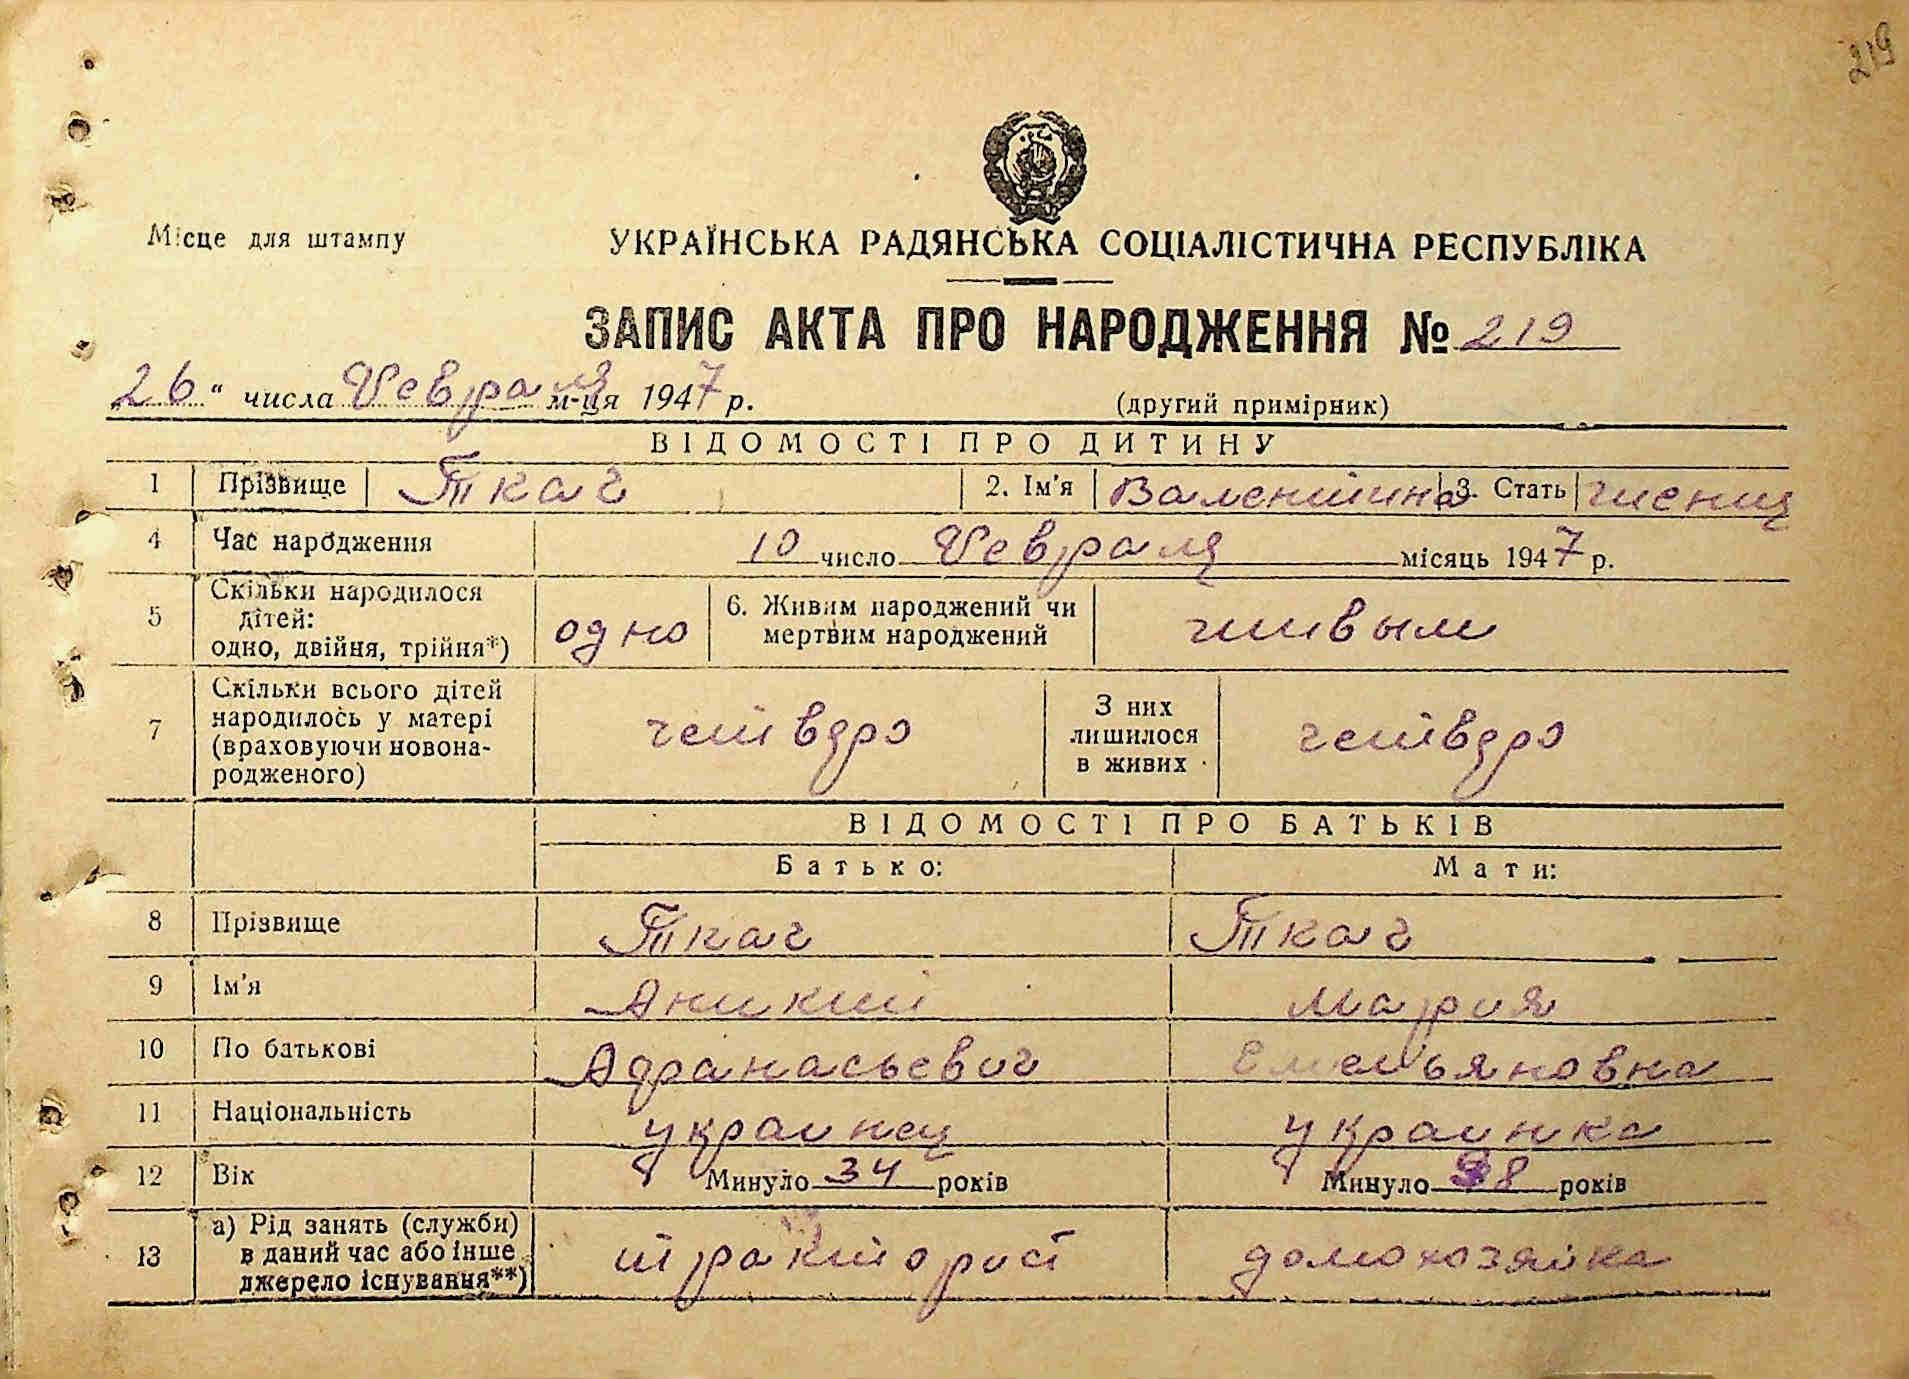 219
Місце для штампу
УКРАЇНСЬКА РАДЯНСЬКА СОЦІАЛІСТИЧНА РЕСПУБЛІКА
ЗАПИС АКТА ПРО НАРОДЖЕННЯ № 219
„26“ числа Февраля м-ця 1947 р. (другий примірник)
ВІДОМОСТІ ПРО ДИТИНУ
1 Прізвище Ткач 2. Ім'я Валентина 3. Стать
4 Час народження 10 число Февраля місяць 1947 р.
5 Скільки народилося
дітей:
одно, двійня, трійня*) одно 6. Живим народжений чи
мертвим народжений живым
7 Скільки всього дітей
народилось у матері
(враховуючи новона-
родженого) четверо З них
лишилося
в живих четверо
ВІДОМОСТІ ПРО БАТЬКІВ
Батько: Мати:
8 Прізвище Ткач Ткач
9 Ім'я Аникий Мария
10 По батькові Афанасьевич Емельяновна
11 Національність украинец украинка
12 Вік Минуло 34 років Минуло років
13 а) Рід занять (служби)
в даний час або інше
джерело існування**) тракторист домохозяйка